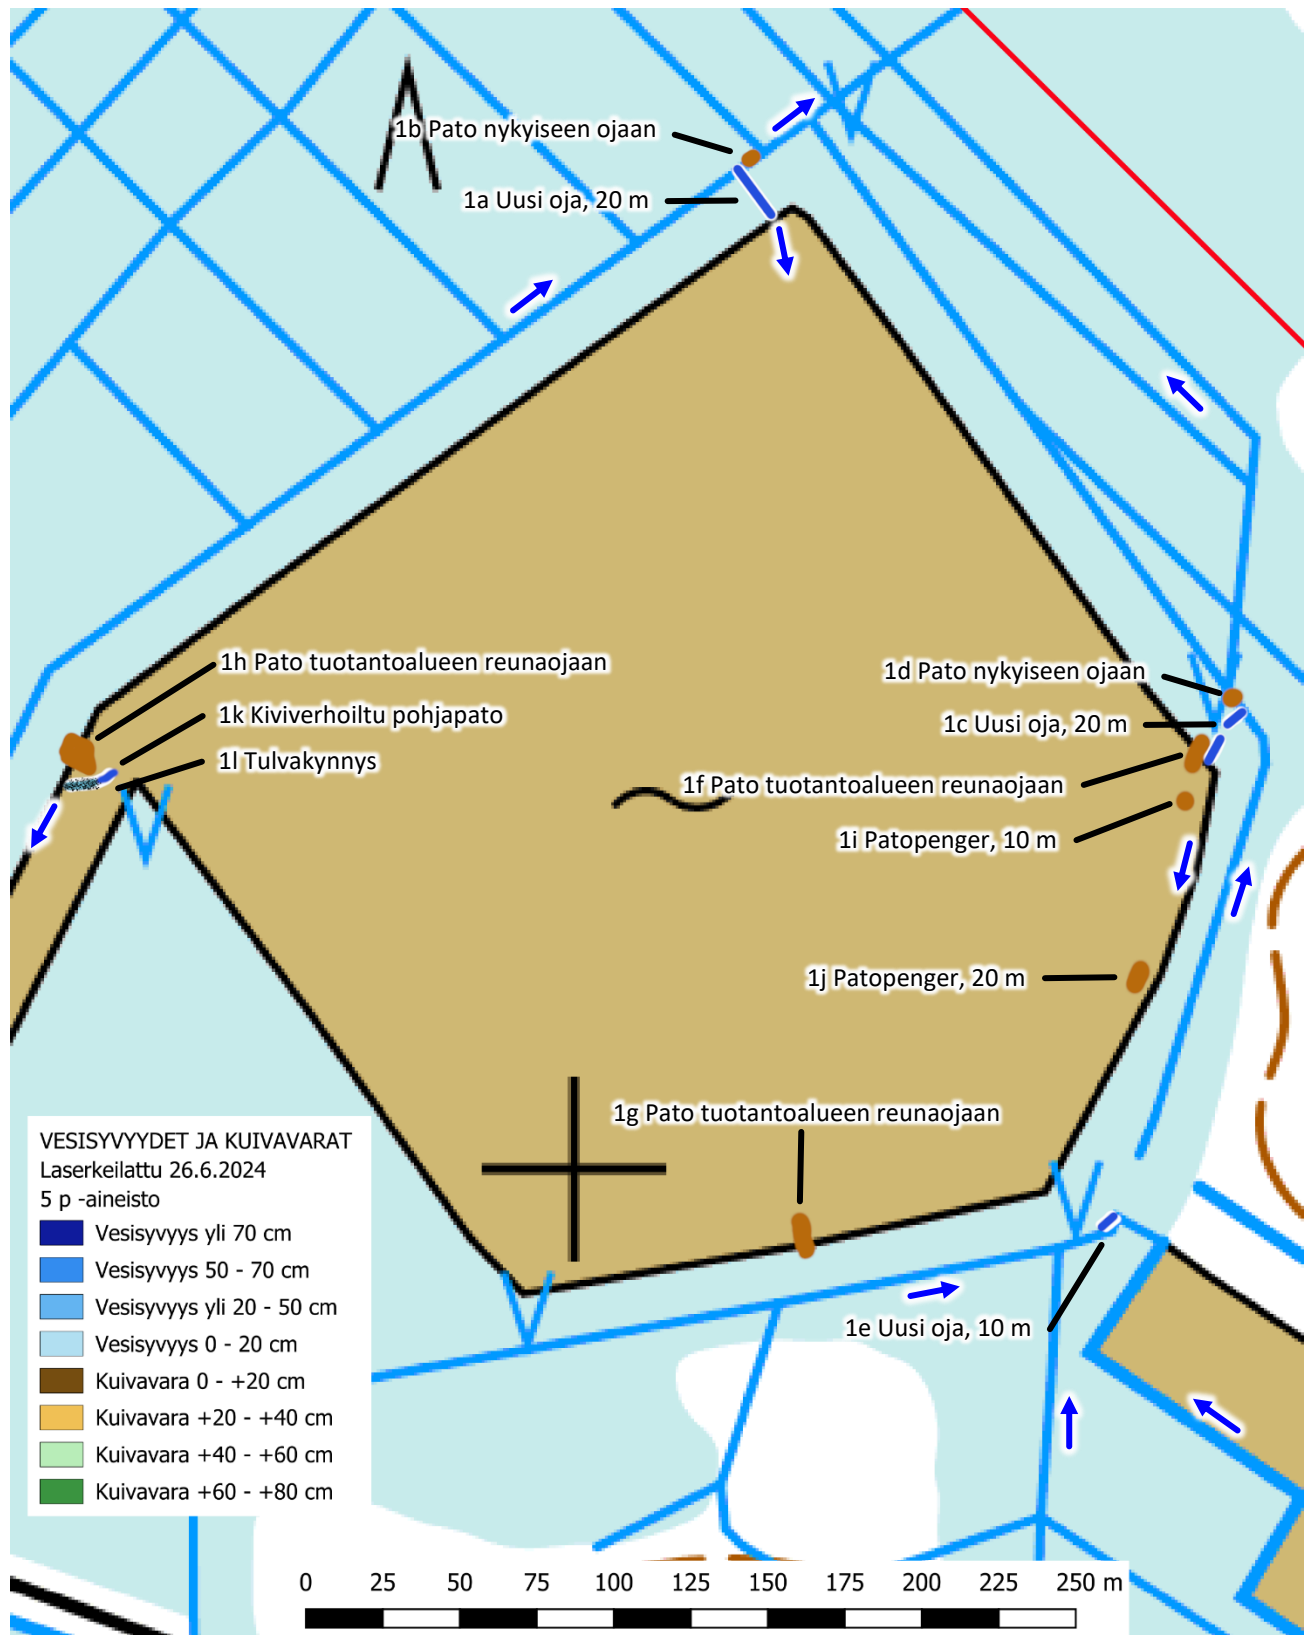 1b Pato nykyiseen ojaan
1a Uusi oja, 20 m
1h Pato tuotantoalueen reunaojaan
1d Pato nykyiseen ojaan
1k Kiviverhoiltu pohjapato
1c Uusi oja, 20 m
1l Tulvakynnys
1f Pato tuotantoalueen reunaojaan
1i Patopenger, 10 m
1j Patopenger, 20 m
1g Pato tuotantoalueen reunaojaan
1e Uusi oja, 10 m
VESISYVYYDET JA KUIVAVARAT
Laserkeilattu 26.6.2024
5 p -aineisto
Vesisyvyys yli 70 cm
Vesisyvyys 50 - 70 cm
Vesisyvyys yli 20 - 50 cm
Vesisyvyys 0 - 20 cm
Kuivavara 0 - +20 cm
Kuivavara +20 - +40 cm
Kuivavara +40 - +60 cm
Kuivavara +60 - +80 cm
0 25 50 75 100 125 150 175 200 225 250 m